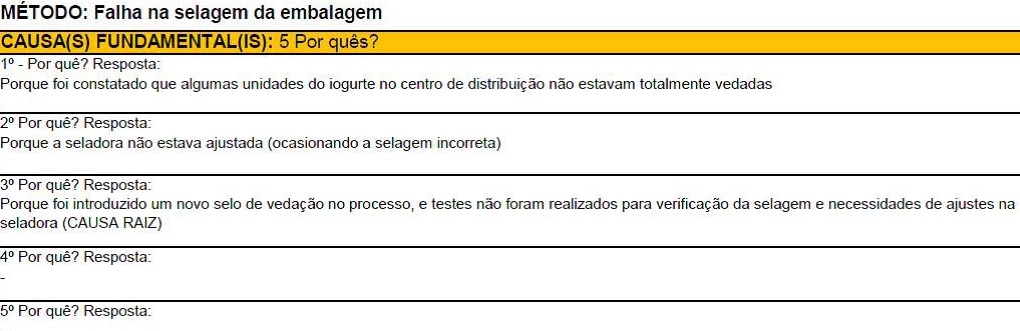 MÉTODO: Falha na selagem da embalagem
CAUSA(S) FUNDAMENTAL(IS): 5 Por quês?
1º - Por quê? Resposta:
Porque foi constatado que algumas unidades do iogurte no centro de distribuição não estavam totalmente vedadas
2º Por quê? Resposta:
Porque a seladora não estava ajustada (ocasionando a selagem incorreta)
3º Por quê? Resposta:
Porque foi introduzido um novo selo de vedação no processo, e testes não foram realizados para verificação da selagem e necessidades de ajustes na
seladora (CAUSA RAIZ)
4º Por quê? Resposta:
-
5º Por quê? Resposta: